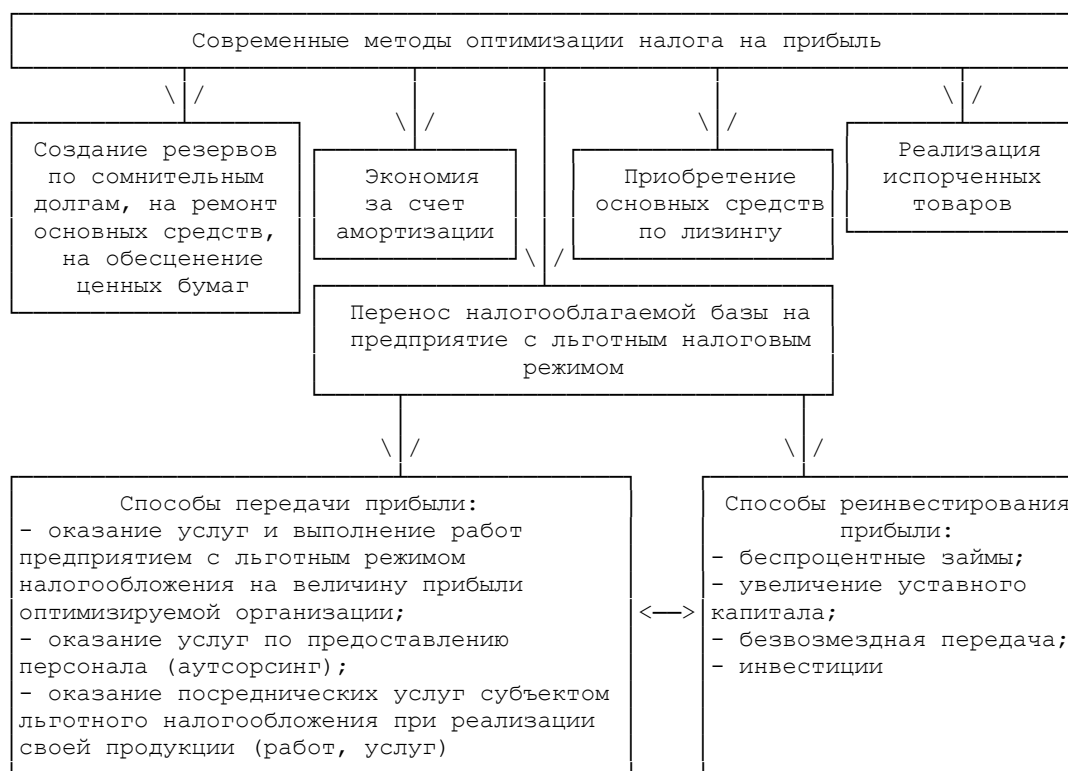 Современные методы оптимизации налога на прибыль
Создание резервов
по сомнительным
долгам, на ремонт
основных средств,
на обесценение
ценных бумаг
Экономия
за счет
амортизации
Приобретение
основных средств
по лизингу
Реализация
испорченных
товаров
Перенос налогооблагаемой базы на
предприятие с льготным налоговым
режимом
Способы передачи прибыли:
- оказание услуг и выполнение работ
предприятием с льготным режимом
налогообложения на величину прибыли
оптимизируемой организации;
- оказание услуг по предоставлению
персонала (аутсорсинг);
- оказание посреднических услуг субъектом
льготного налогообложения при реализации
своей продукции (работ, услуг)
Способы реинвестирования
прибыли:
- беспроцентные займы;
- увеличение уставного
капитала;
- безвозмездная передача;
- инвестиции